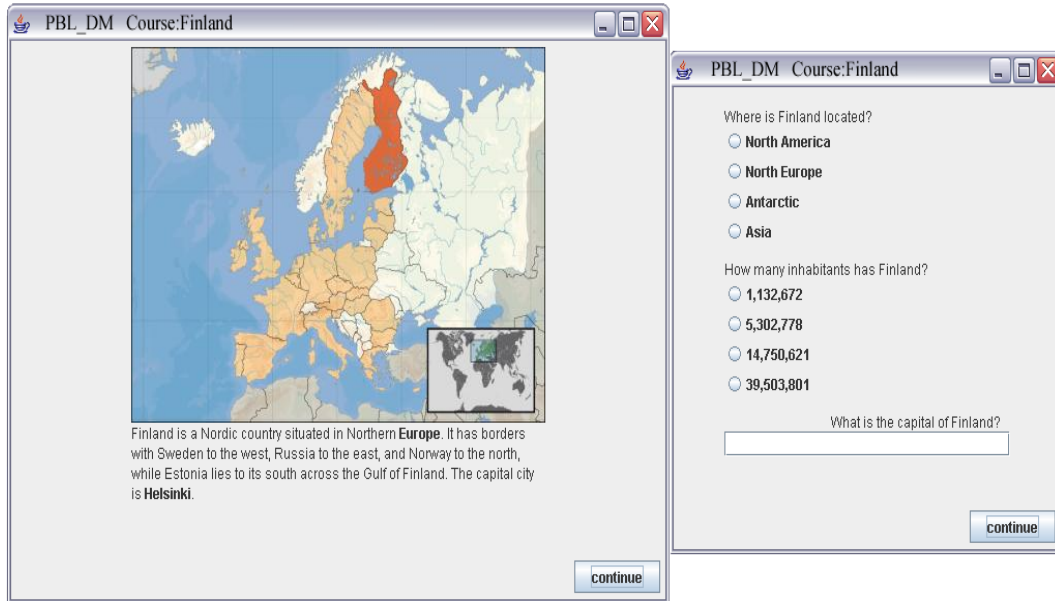 PBL_DM Course:Finland
Finland is a Nordic country situated in Northern Europe. It has borders
with Sweden to the west, Russia to the east, and Norway to the north,
while Estonia lies to its south across the Gulf of Finland. The capital city
is Helsinki.
continue
PBL_DM Course:Finland
Where is Finland located?
North America
North Europe
Antarctic
Asia
How many inhabitants has Finland?
1,132,672
5,302,778
14,750,621
39,503,801
What is the capital of Finland?
continue